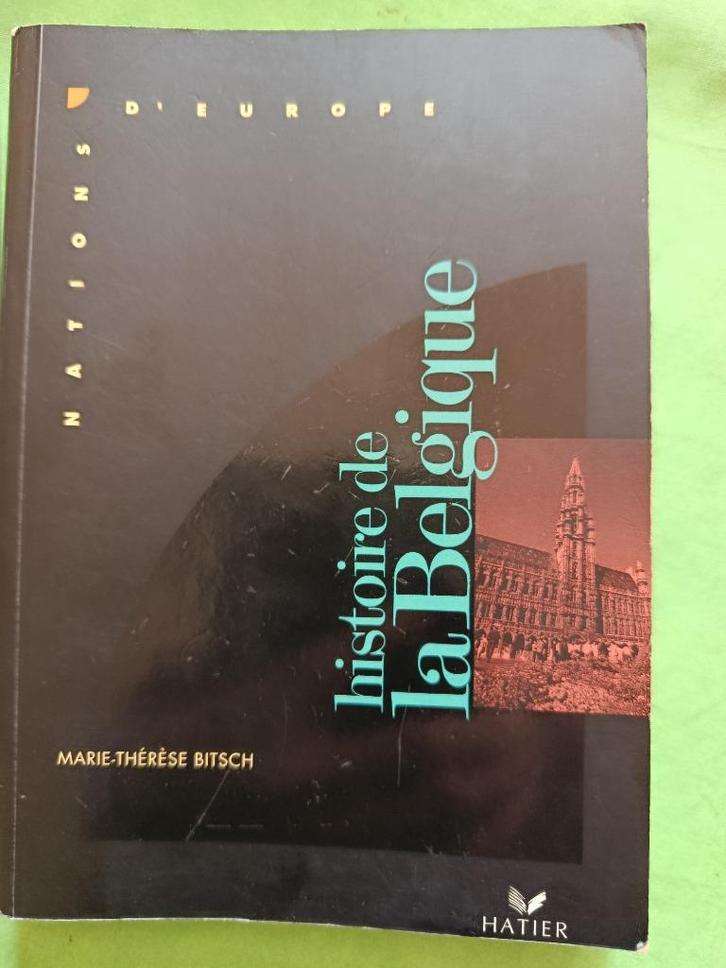 NATIONS
D'EUROPE
histoire de
la Belgique
MARIE-THÉRÈSE BITSCH
HATIER